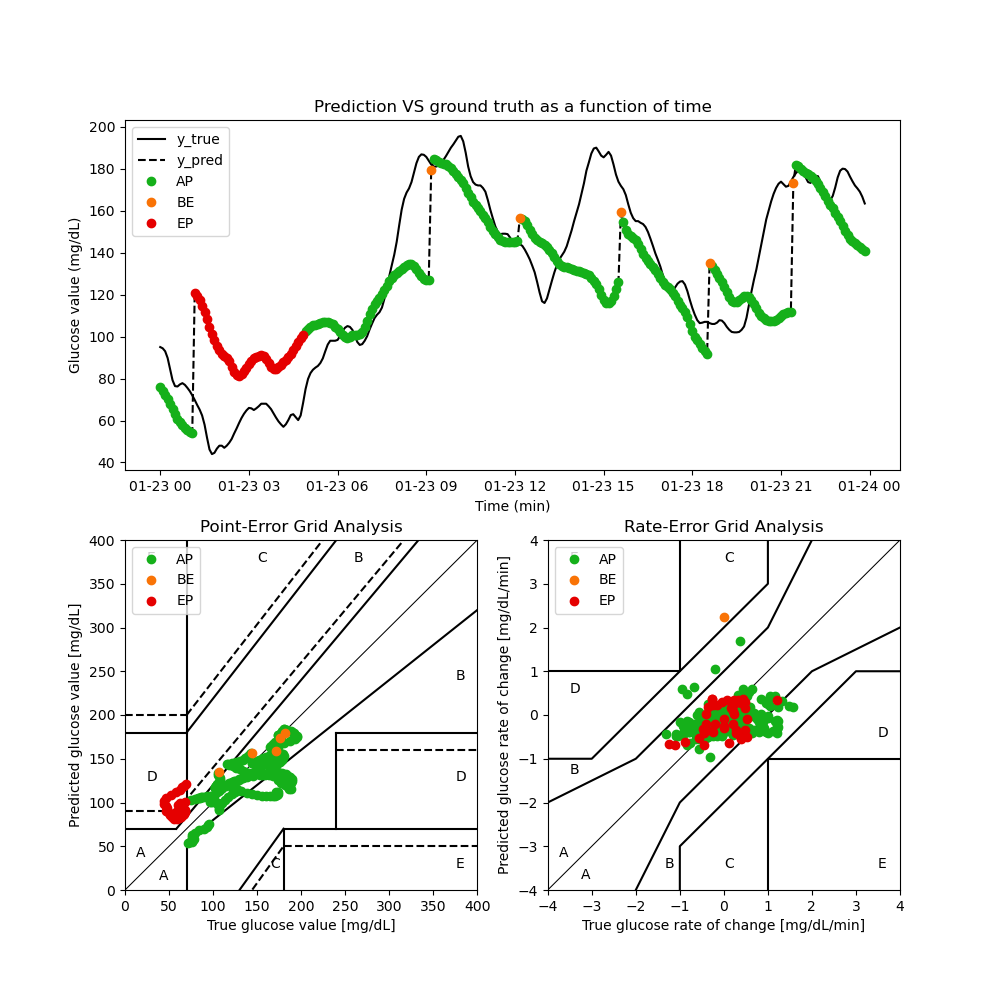 Prediction VS ground truth as a function of time
Glucose value (mg/dL)
200
180
160
140
120
100
80
60
40
y_true
y_pred
AP
BE
EP
01-23 00 01-23 03 01-23 06 01-23 09 01-23 12 01-23 15 01-23 18 01-23 21 01-24 00
Time (min)
Point-Error Grid Analysis
Predicted glucose value [mg/dL]
400
350
300
250
200
150
100
50
0
AP
BE
EP
C
B
B
D
D
A
A
C
E
0 50 100 150 200 250 300 350 400
True glucose value [mg/dL]
Rate-Error Grid Analysis
Predicted glucose rate of change [mg/dL/min]
4
3
2
1
0
−1
−2
−3
−4
AP
BE
EP
C
D
D
B
A
A
B
C
E
−4 −3 −2 −1 0 1 2 3 4
True glucose rate of change [mg/dL/min]